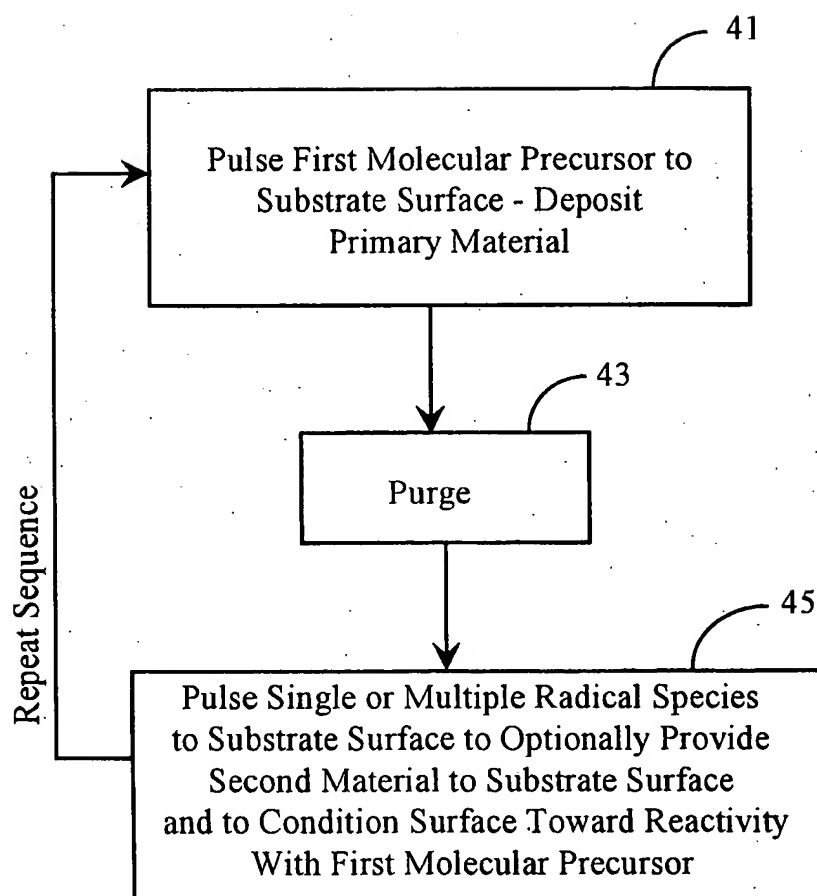 41
Pulse First Molecular Precursor to
Substrate Surface - Deposit
Primary Material
43
Purge
Repeat Sequence
45
Pulse Single or Multiple Radical Species
to Substrate Surface to Optionally Provide
Second Material to Substrate Surface
and to Condition Surface Toward Reactivity
With First Molecular Precursor